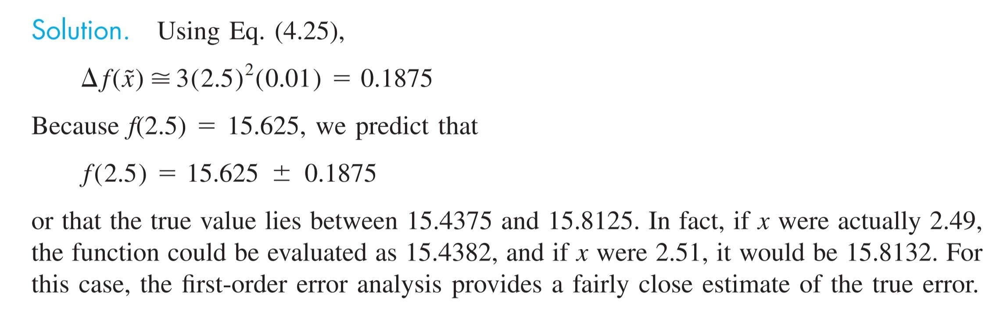 Solution. Using Eq. (4.25),
Δf(x̃) ≅ 3(2.5)²(0.01) = 0.1875
Because f(2.5) = 15.625, we predict that
f(2.5) = 15.625 ± 0.1875
or that the true value lies between 15.4375 and 15.8125. In fact, if x were actually 2.49,
the function could be evaluated as 15.4382, and if x were 2.51, it would be 15.8132. For
this case, the first-order error analysis provides a fairly close estimate of the true error.